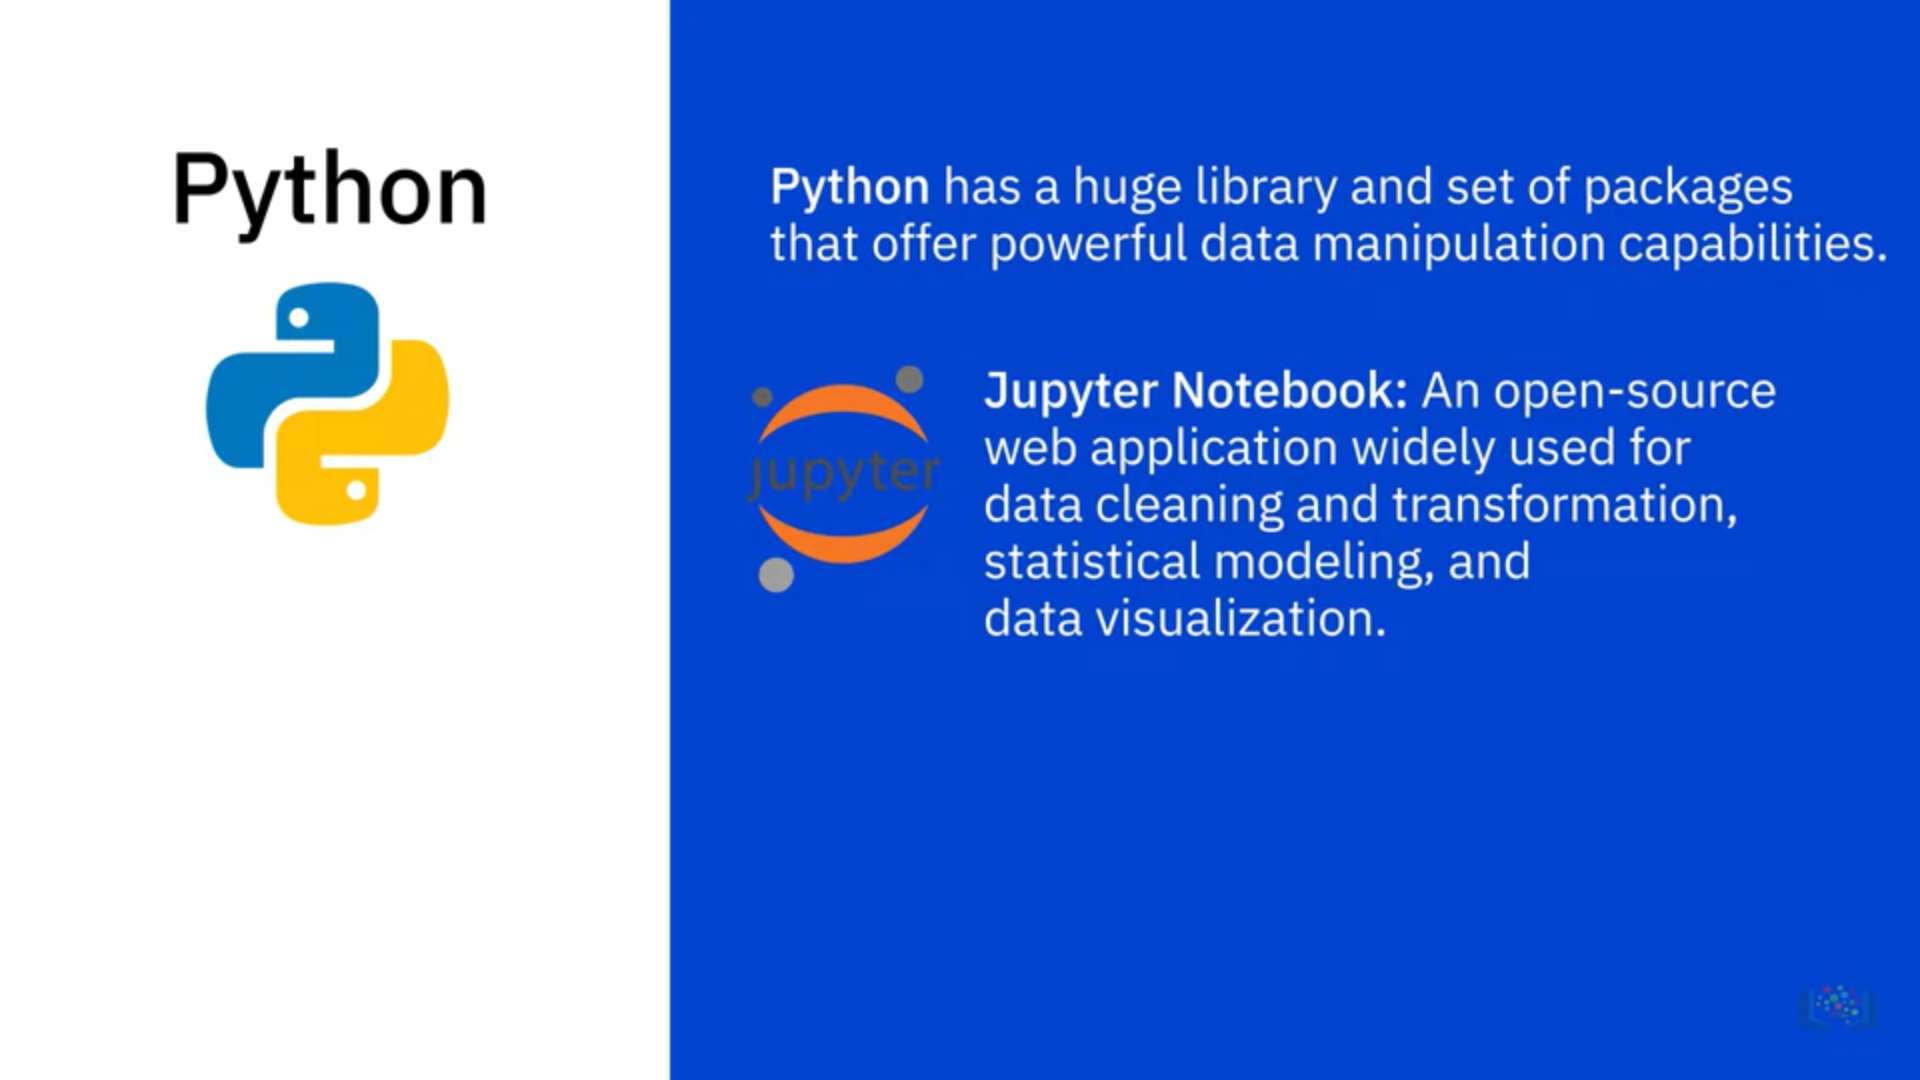 Python
Python has a huge library and set of packages
that offer powerful data manipulation capabilities.
jupyter
Jupyter Notebook: An open-source
web application widely used for
data cleaning and transformation,
statistical modeling, and
data visualization.